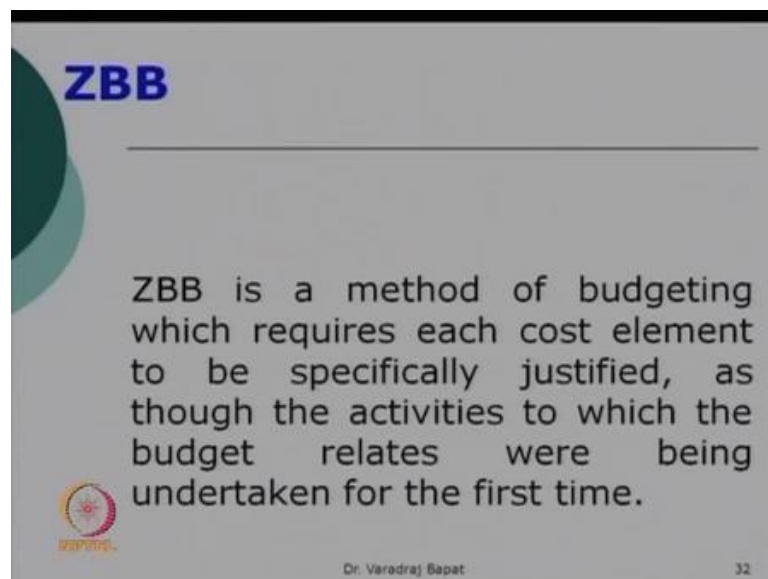 ZBB
ZBB is a method of budgeting
which requires each cost element
to be specifically justified, as
though the activities to which the
budget relates were being
undertaken for the first time.
Dr. Varadraj Bapat
32